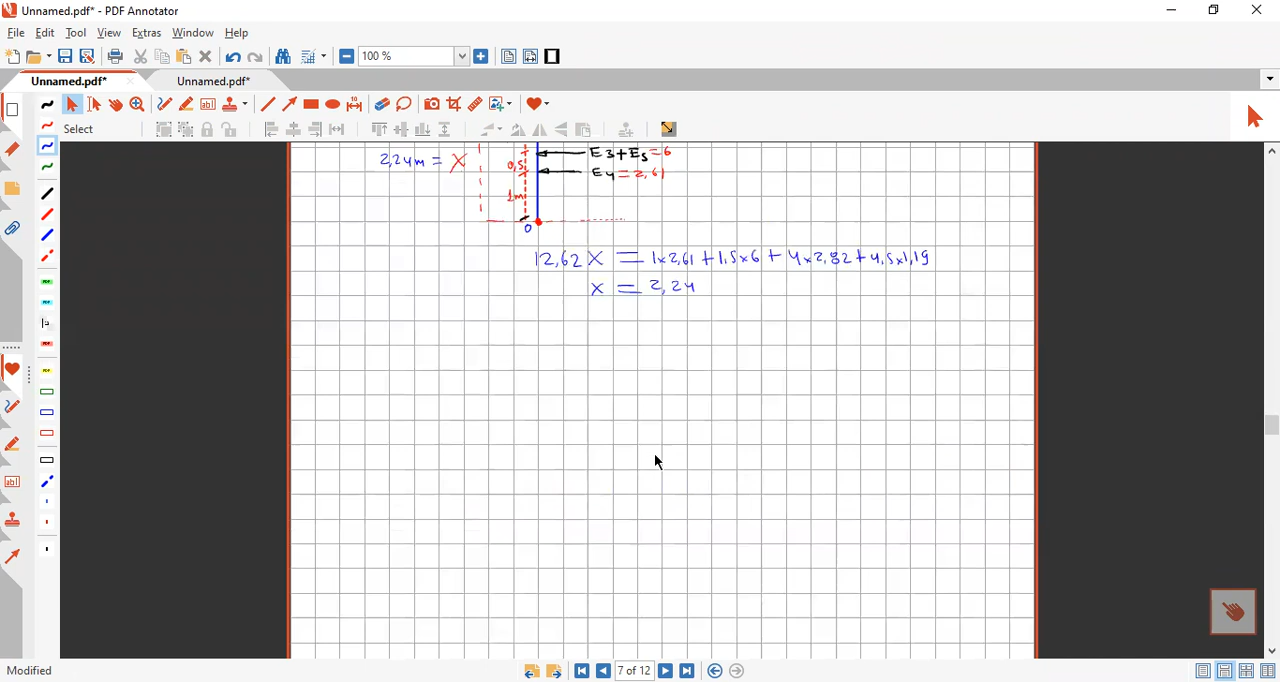 Unnamed.pdf* - PDF Annotator
File Edit Tool View Extras Window Help
100 %
Unnamed.pdf* Unnamed.pdf*
Select
2,24m = X
0,5
E3+E5=6
E4=2,61
1m
0
12,62 X = 1x2,61+1,5x6+4x2,82+4,5x1,19
x = 2,24
Modified
7 of 12